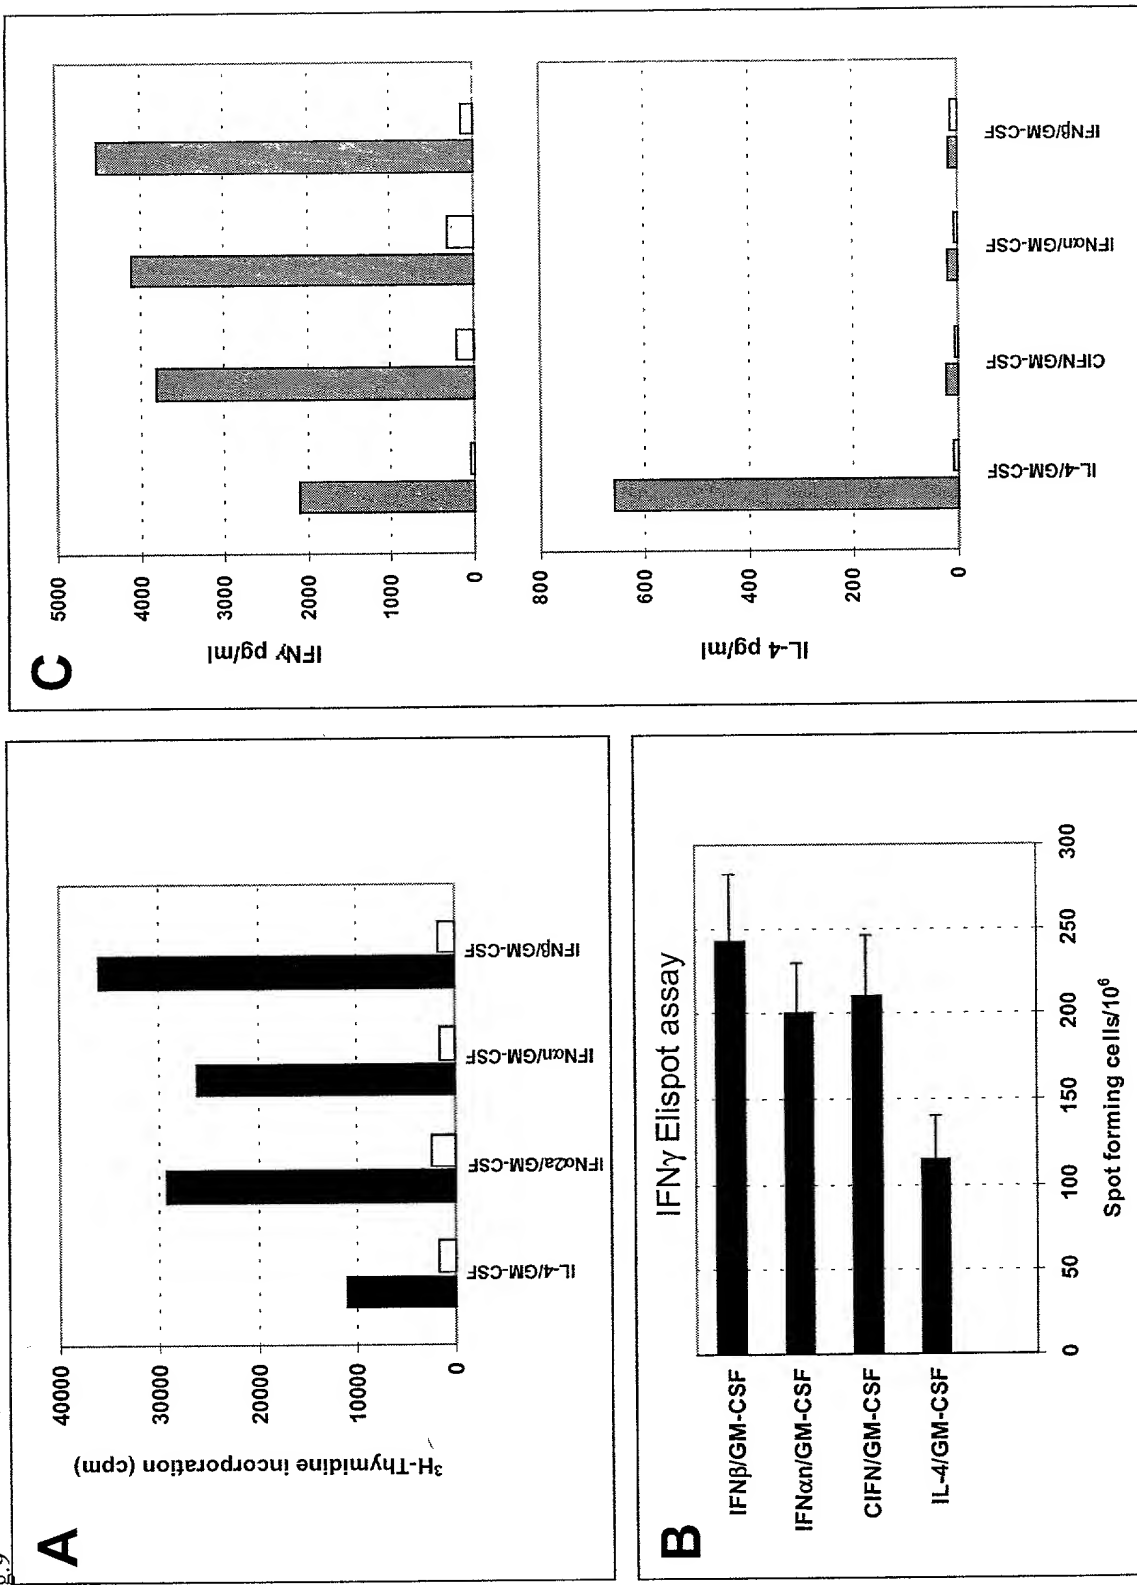 A
³H-Thymidine incorporation (cpm)
40000
30000
20000
10000
0
IL-4/GM-CSF
IFNα2a/GM-CSF
IFNαn/GM-CSF
IFNβ/GM-CSF
B
IFNγ Elispot assay
IFNβ/GM-CSF
IFNαn/GM-CSF
CIFN/GM-CSF
IL-4/GM-CSF
0 50 100 150 200 250 300
Spot forming cells/10⁶
C
IFNγ pg/ml
5000
4000
3000
2000
1000
0
IL-4 pg/ml
800
600
400
200
0
IL-4/GM-CSF
CIFN/GM-CSF
IFNαn/GM-CSF
IFNβ/GM-CSF